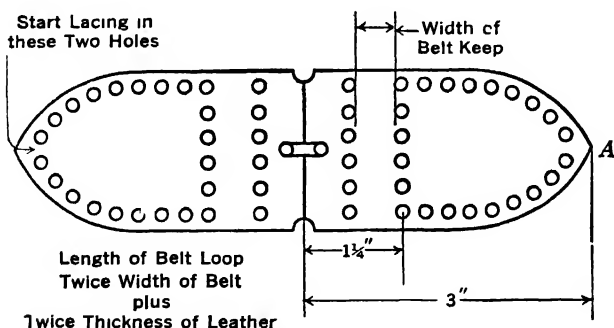 Start Lacing in
these Two Holes
Width of
Belt Keep
A
1¼"
3"
Length of Belt Loop
Twice Width of Belt
plus
Twice Thickness of Leather